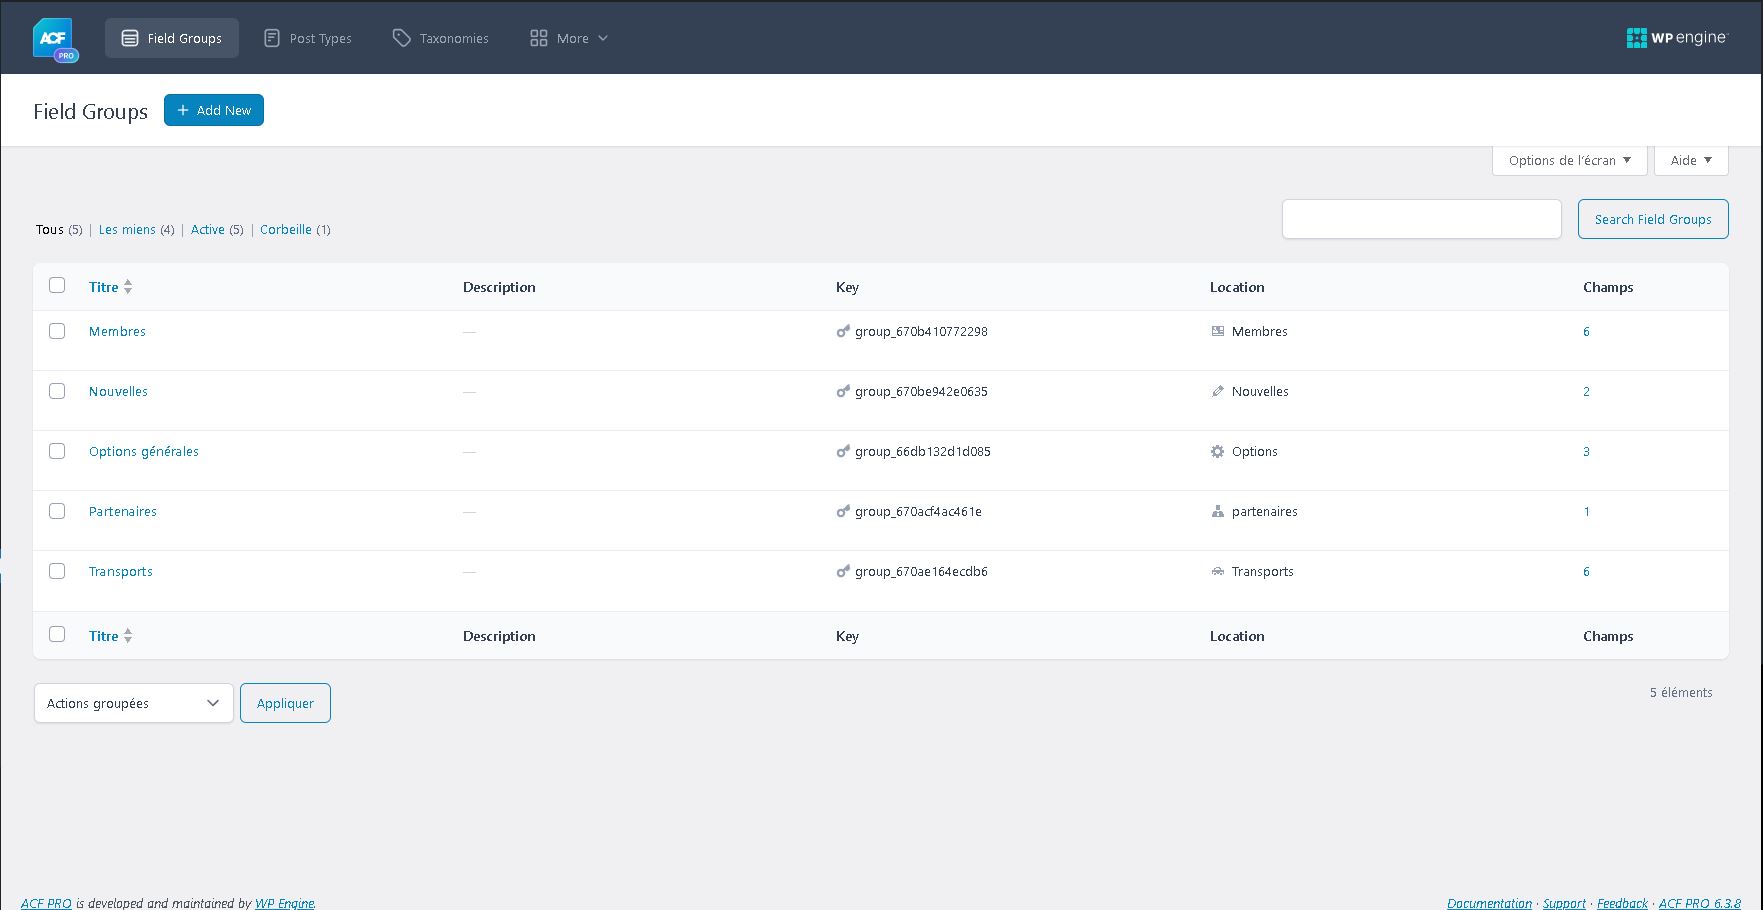 ACF PRO Field Groups Post Types Taxonomies More WP engine
Field Groups + Add New
Options de l'écran ▼ Aide ▼
Tous (5) | Les miens (4) | Active (5) | Corbeille (1) Search Field Groups
Titre Description Key Location Champs
Membres — group_670b410772298 Membres 6
Nouvelles — group_670be942e0635 Nouvelles 2
Options générales — group_66db132d1d085 Options 3
Partenaires — group_670acf4ac461e partenaires 1
Transports — group_670ae164ecdb6 Transports 6
Titre Description Key Location Champs
Actions groupées Appliquer 5 éléments
ACF PRO is developed and maintained by WP Engine. Documentation · Support · Feedback · ACF PRO 6.3.8